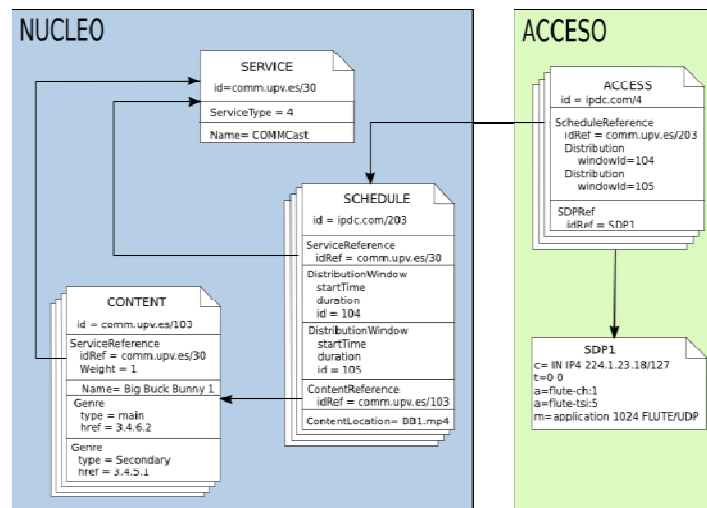 NUCLEO
SERVICE
id=comm.upv.es/30
ServiceType = 4
Name= COMMCast
SCHEDULE
id = ipdc.com/203
ServiceReference
idRef = comm.upv.es/30
DistributionWindow
startTime
duration
id = 104
DistributionWindow
startTime
duration
id = 105
ContentReference
idRef = comm.upv.es/103
ContentLocation= BB1.mp4
CONTENT
id = comm.upv.es/103
ServiceReference
idRef = comm.upv.es/30
Weight = 1
Name= Big Buck Bunny 1
Genre
type = main
href = 3.4.6.2
Genre
type = Secondary
href = 3.4.5.1
ACCESO
ACCESS
id = ipdc.com/4
ScheduleReference
idRef = comm.upv.es/203
Distribution
windowId=104
Distribution
windowId=105
SDPRef
idRef = SDP1
SDP1
c= IN IP4 224.1.23.18/127
t=0 0
a=flute-ch:1
a=flute-tsi:5
m=application 1024 FLUTE/UDP